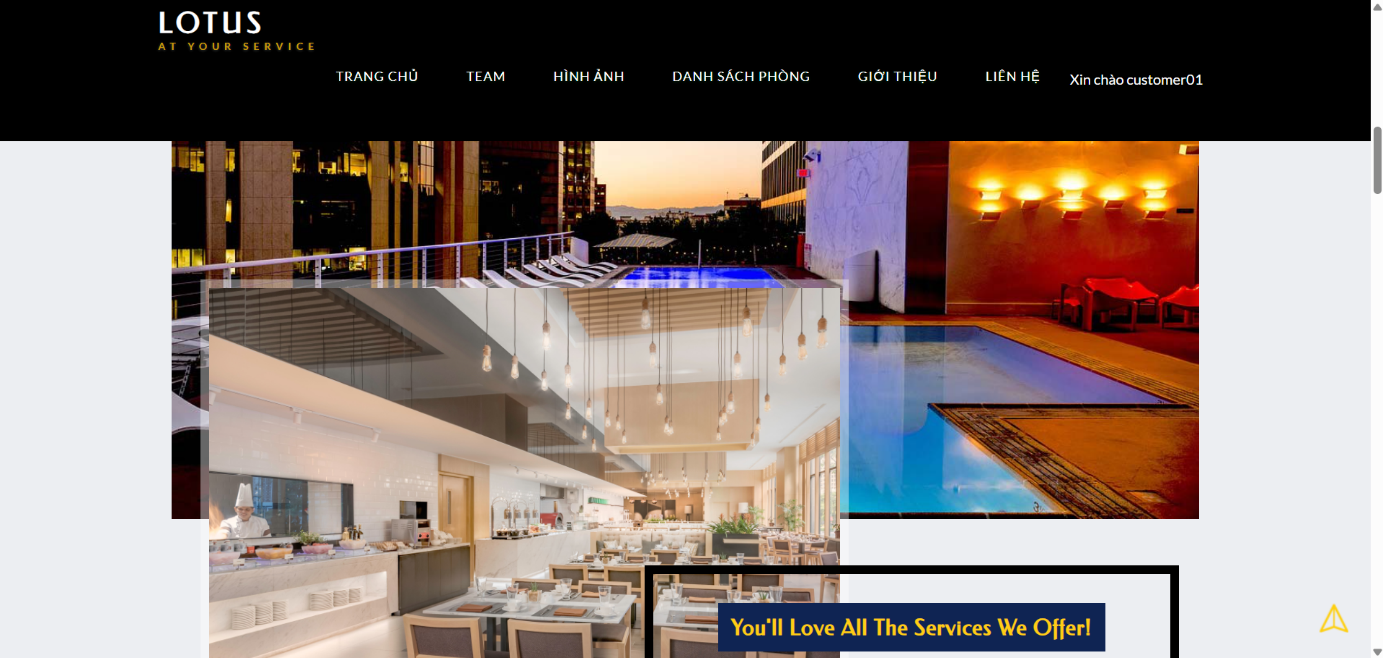 LOTUS
AT YOUR SERVICE
TRANG CHỦ TEAM HÌNH ẢNH DANH SÁCH PHÒNG GIỚI THIỆU LIÊN HỆ Xin chào customer01
You'll Love All The Services We Offer!